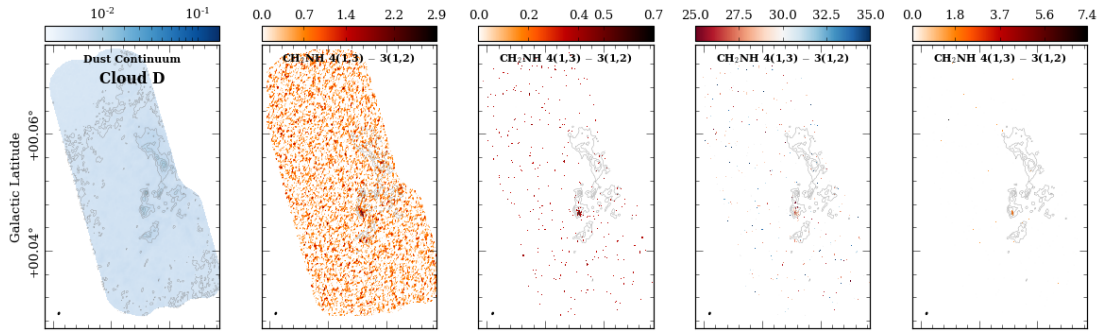 10⁻² 10⁻¹ 0.0 0.7 1.4 2.2 2.9 0.0 0.2 0.4 0.5 0.7 25.0 27.5 30.0 32.5 35.0 0.0 1.8 3.7 5.6 7.4
Dust Continuum CH₂NH 4(1,3) − 3(1,2) CH₂NH 4(1,3) − 3(1,2) CH₂NH 4(1,3) − 3(1,2) CH₂NH 4(1,3) − 3(1,2)
Cloud D
+00.06°
Galactic Latitude
+00.04°